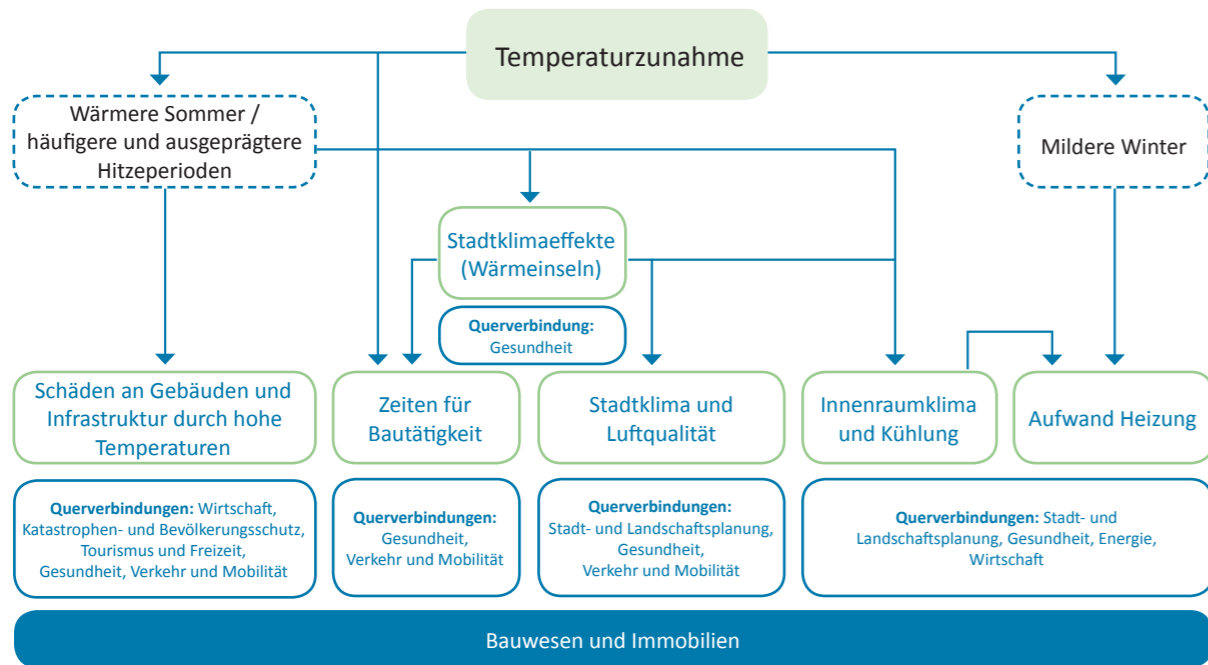 Temperaturzunahme
Wärmere Sommer /
häufigere und ausgeprägtere
Hitzeperioden
Mildere Winter
Stadtklimaeffekte
(Wärmeinseln)
Querverbindung:
Gesundheit
Schäden an Gebäuden und
Infrastruktur durch hohe
Temperaturen
Zeiten für
Bautätigkeit
Stadtklima und
Luftqualität
Innenraumklima
und Kühlung
Aufwand Heizung
Querverbindungen: Wirtschaft,
Katastrophen- und Bevölkerungsschutz,
Tourismus und Freizeit,
Gesundheit, Verkehr und Mobilität
Querverbindungen:
Gesundheit,
Verkehr und Mobilität
Querverbindungen:
Stadt- und Landschaftsplanung,
Gesundheit,
Verkehr und Mobilität
Querverbindungen: Stadt- und
Landschaftsplanung, Gesundheit, Energie,
Wirtschaft
Bauwesen und Immobilien